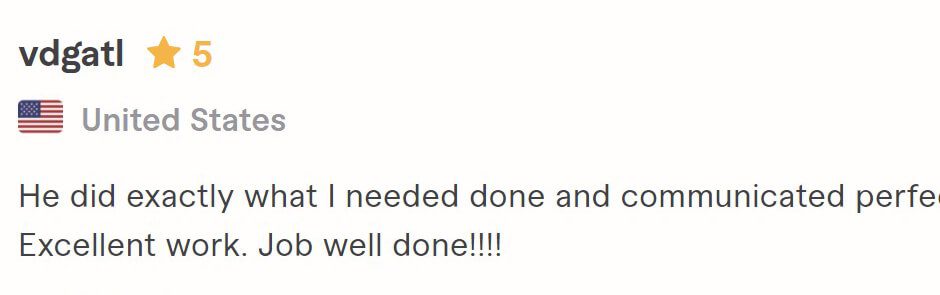 vdgatl 5
United States
He did exactly what I needed done and communicated
Excellent work. Job well done!!!!